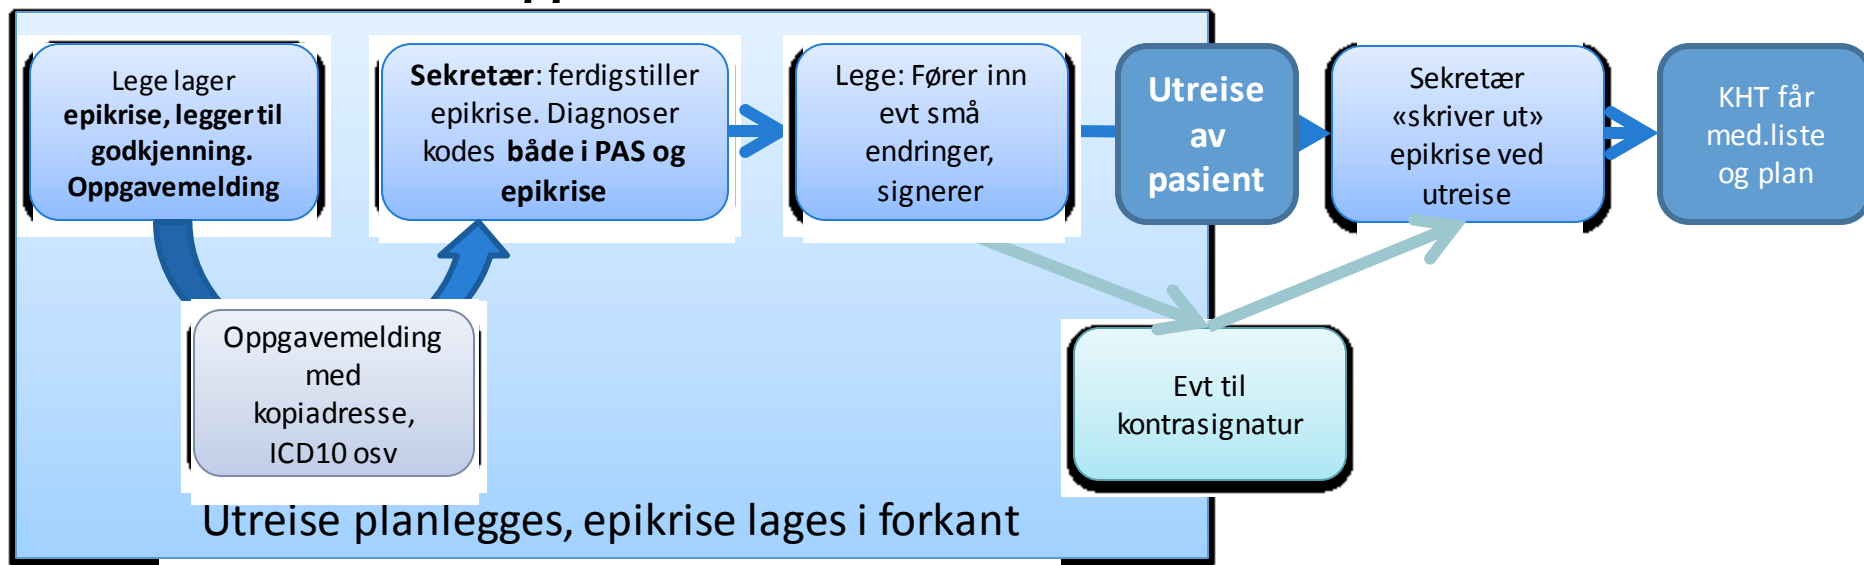 Lege lager
epikrise, legger til
godkjenning.
Oppgavemelding
Sekretær: ferdigstiller
epikrise. Diagnoser
kodes både i PAS og
epikrise
Lege: Fører inn
evt små
endringer,
signerer
Utreise
av
pasient
Sekretær
«skriver ut»
epikrise ved
utreise
KHT får
med.liste
og plan
Oppgavemelding
med
kopiadresse,
ICD10 osv
Evt til
kontrasignatur
Utreise planlegges, epikrise lages i forkant